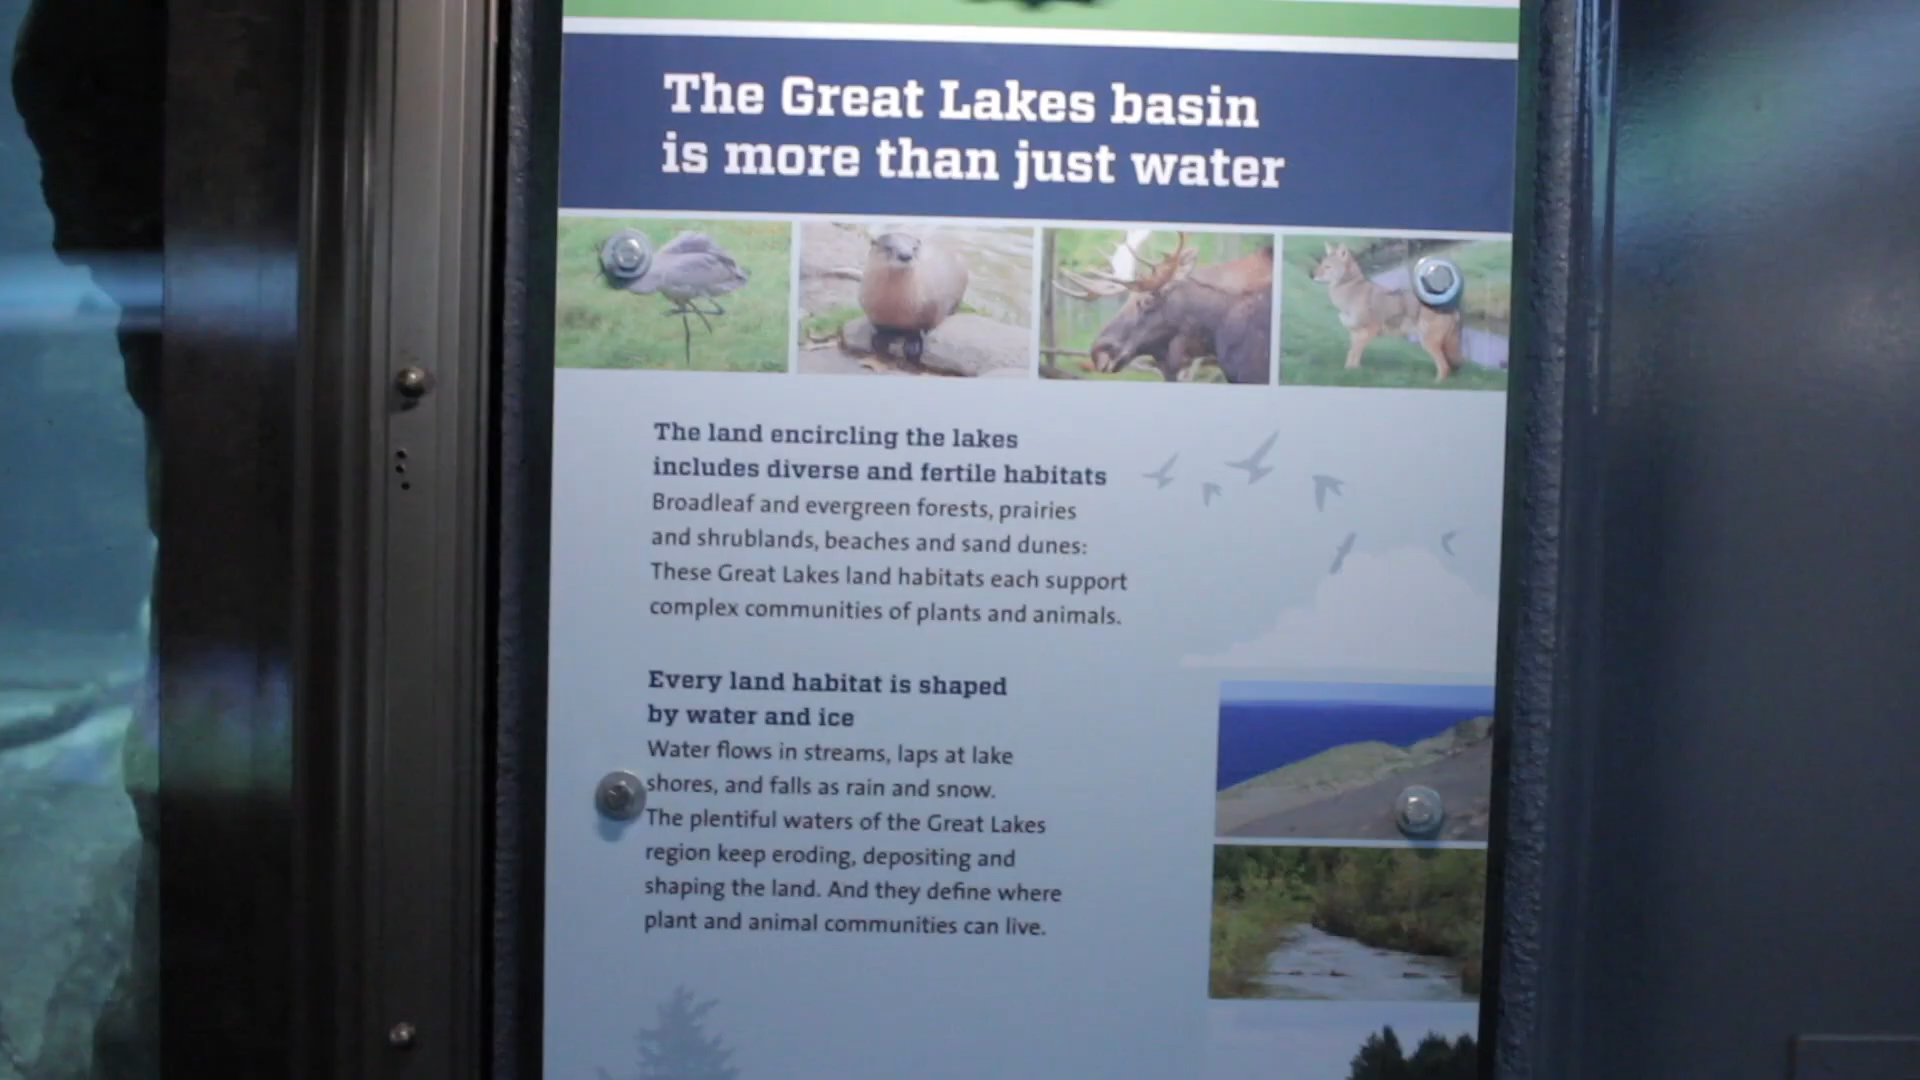 The Great Lakes basin
is more than just water
The land encircling the lakes
includes diverse and fertile habitats
Broadleaf and evergreen forests, prairies
and shrublands, beaches and sand dunes:
These Great Lakes land habitats each support
complex communities of plants and animals.
Every land habitat is shaped
by water and ice
Water flows in streams, laps at lake
shores, and falls as rain and snow.
The plentiful waters of the Great Lakes
region keep eroding, depositing and
shaping the land. And they define where
plant and animal communities can live.